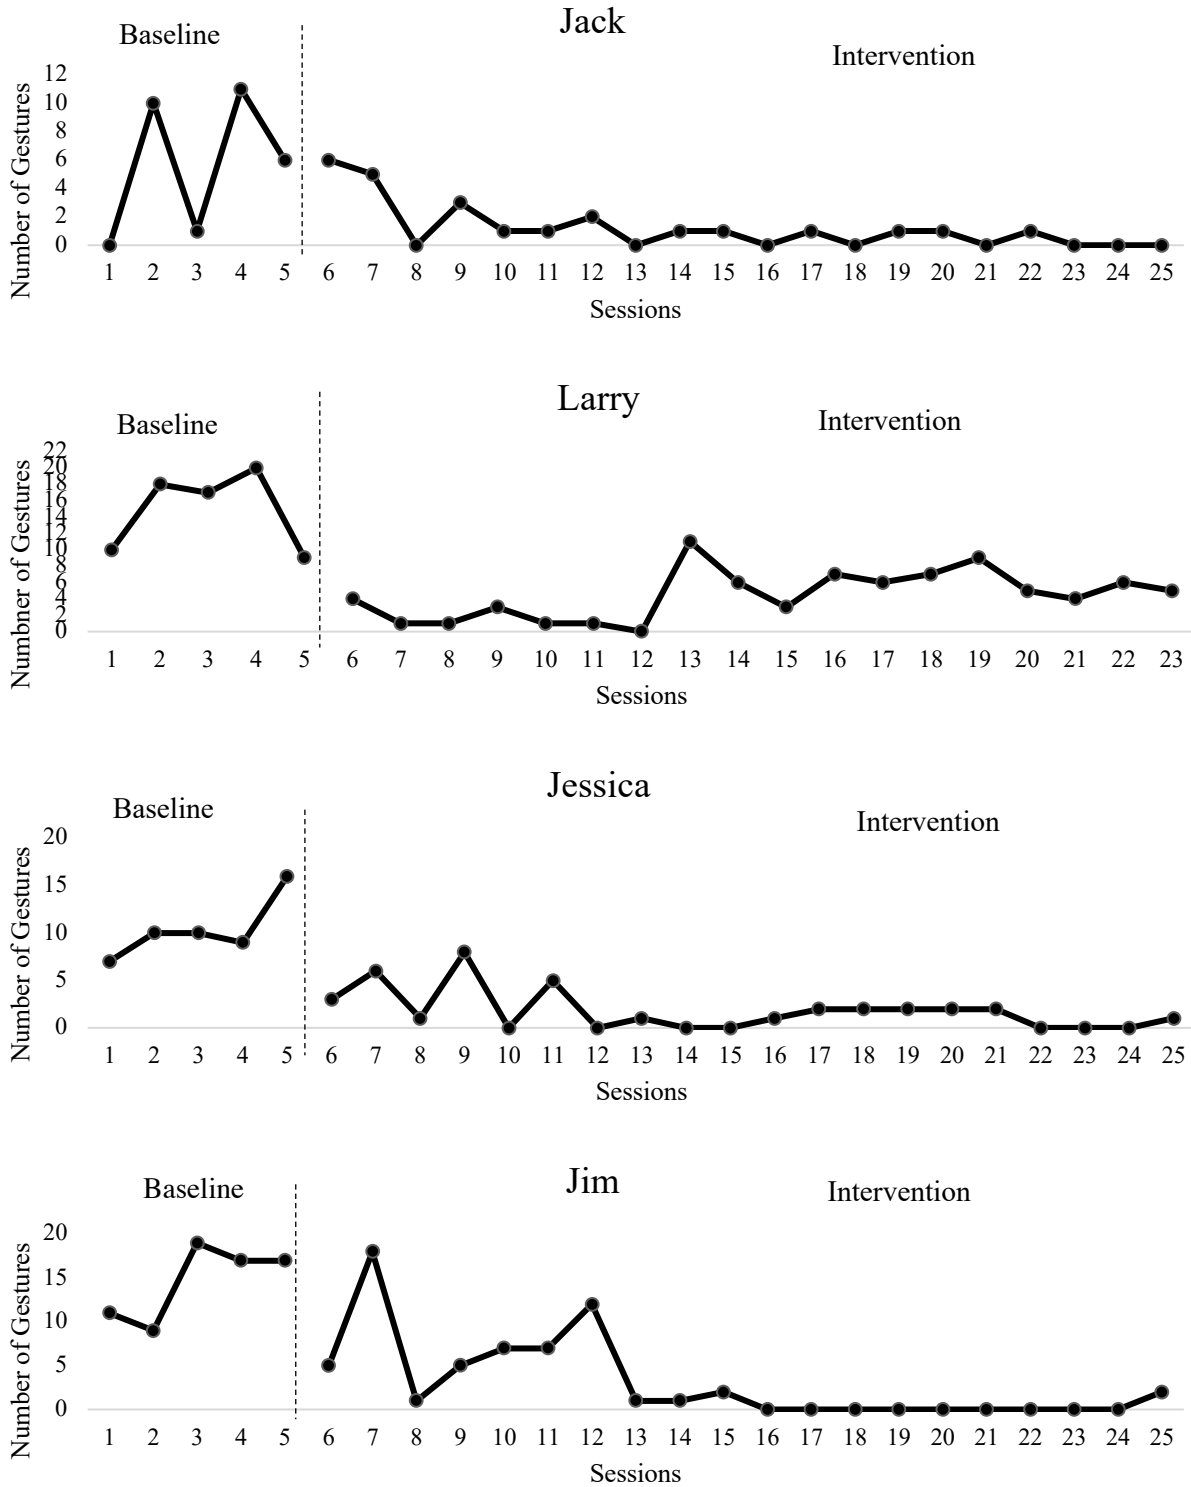 Jack
Baseline
Intervention
Number of Gestures
12
10
8
6
4
2
0
1 2 3 4 5 6 7 8 9 10 11 12 13 14 15 16 17 18 19 20 21 22 23 24 25
Sessions
Larry
Baseline
Intervention
Numbner of Gestures
22
20
18
16
14
12
10
8
6
4
2
0
1 2 3 4 5 6 7 8 9 10 11 12 13 14 15 16 17 18 19 20 21 22 23
Sessions
Jessica
Baseline
Intervention
Number of Gestures
20
15
10
5
0
1 2 3 4 5 6 7 8 9 10 11 12 13 14 15 16 17 18 19 20 21 22 23 24 25
Sessions
Jim
Baseline
Intervention
Number of Gestures
20
15
10
5
0
1 2 3 4 5 6 7 8 9 10 11 12 13 14 15 16 17 18 19 20 21 22 23 24 25
Sessions